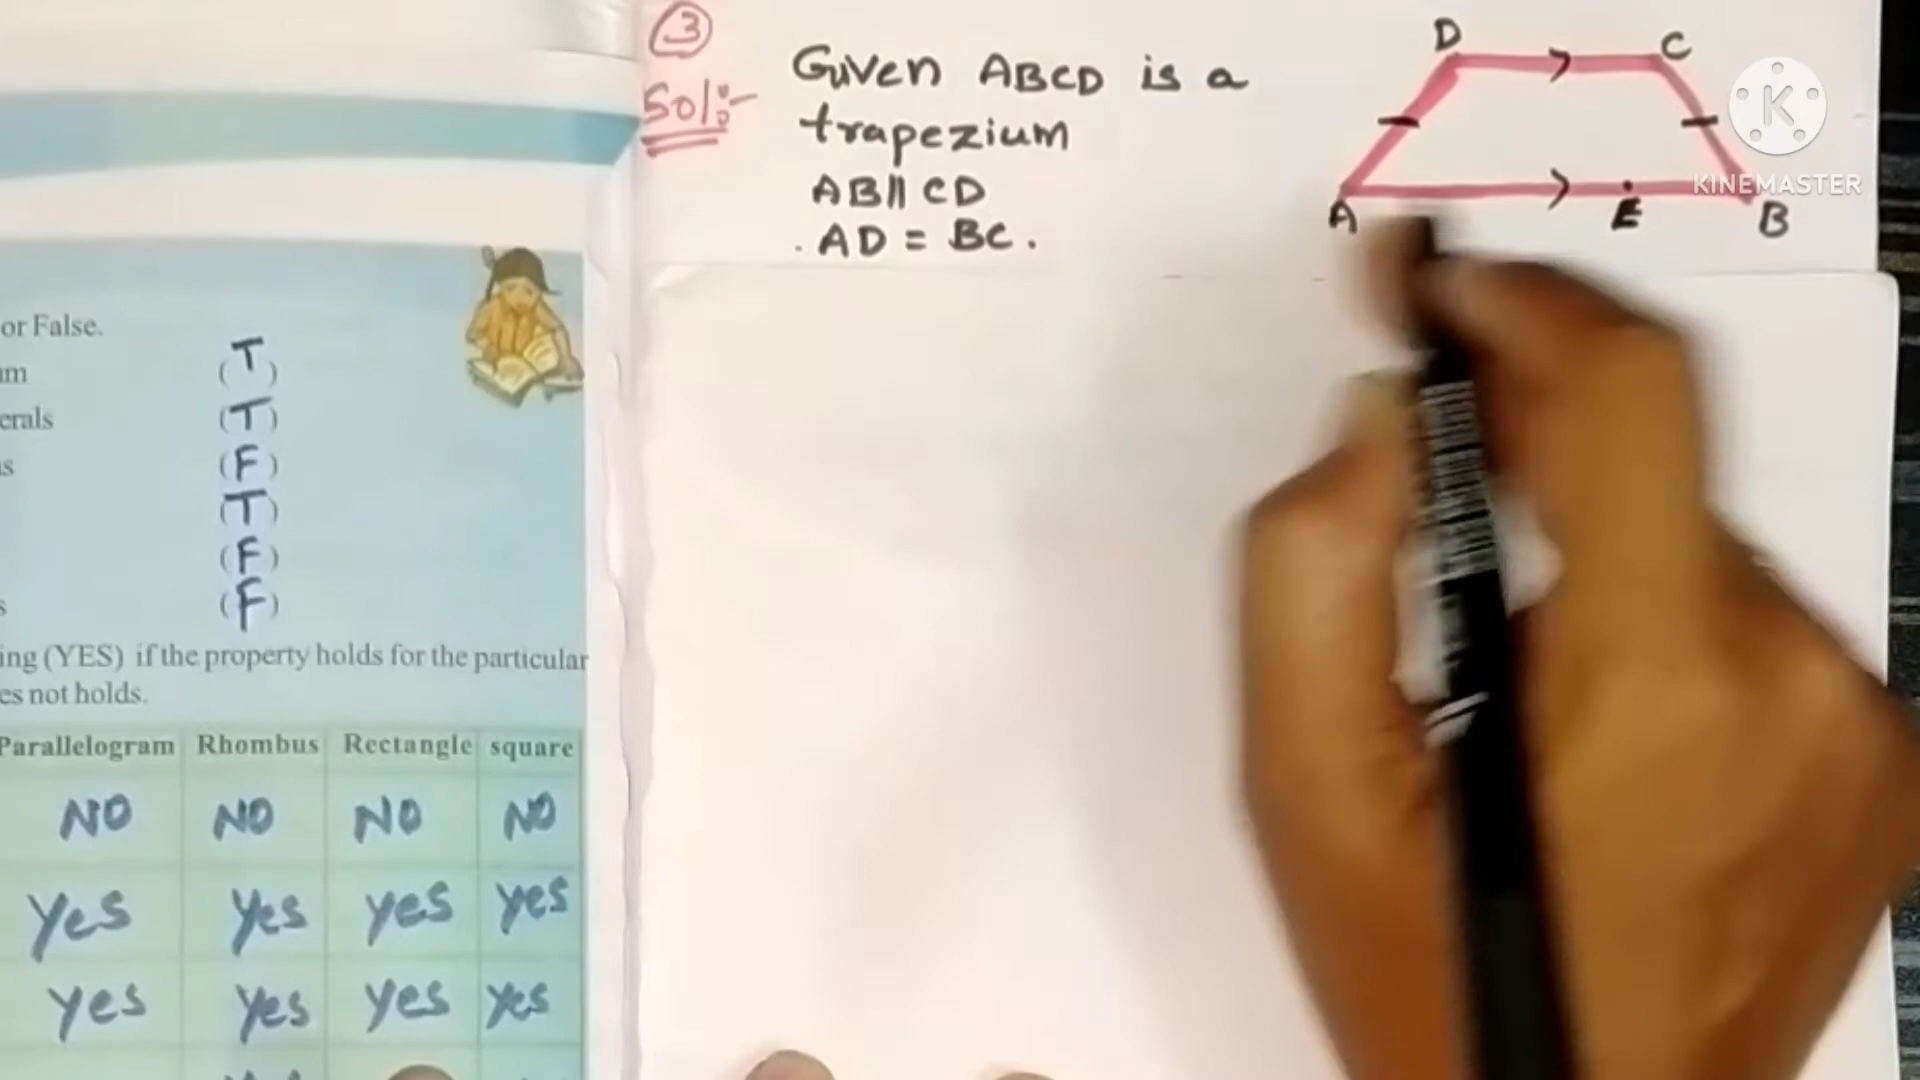 3
Sol:-
Given ABCD is a
trapezium
AB || CD
. AD = BC .
D
C
A
E
B
K
KINEMASTER
or False.
(T)
(T)
erals
(F)
(T)
(F)
(F)
ing (YES) if the property holds for the particular
es not holds.
Parallelogram Rhombus Rectangle square
NO NO NO NO
Yes Yes Yes Yes
Yes Yes Yes Yes